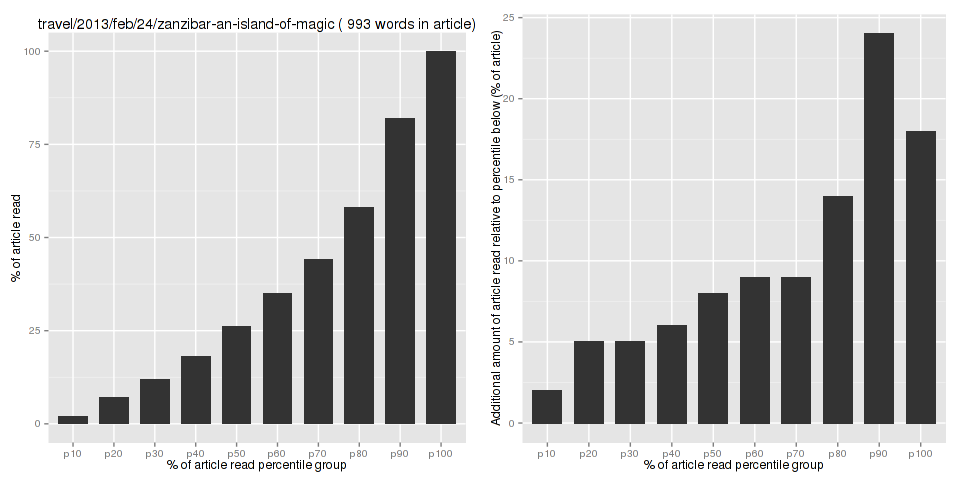 travel/2013/feb/24/zanzibar-an-island-of-magic ( 993 words in article)
% of article read
100
75
50
25
0
p10 p20 p30 p40 p50 p60 p70 p80 p90 p100
% of article read percentile group
Additional amount of article read relative to percentile below (% of article)
25
20
15
10
5
0
p10 p20 p30 p40 p50 p60 p70 p80 p90 p100
% of article read percentile group